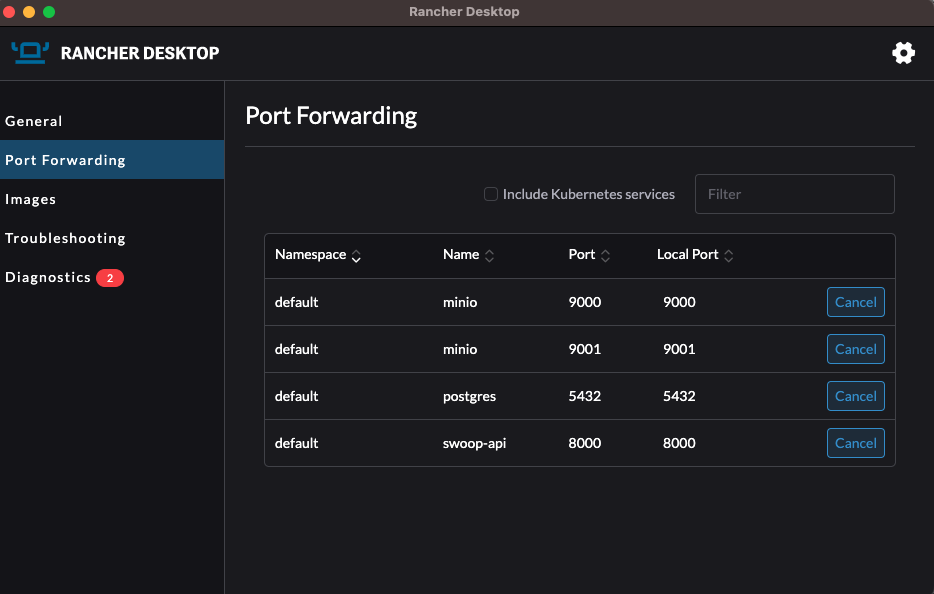 Rancher Desktop
RANCHER DESKTOP
General
Port Forwarding
Images
Troubleshooting
Diagnostics 2
Port Forwarding
Include Kubernetes services Filter
Namespace Name Port Local Port
default minio 9000 9000 Cancel
default minio 9001 9001 Cancel
default postgres 5432 5432 Cancel
default swoop-api 8000 8000 Cancel